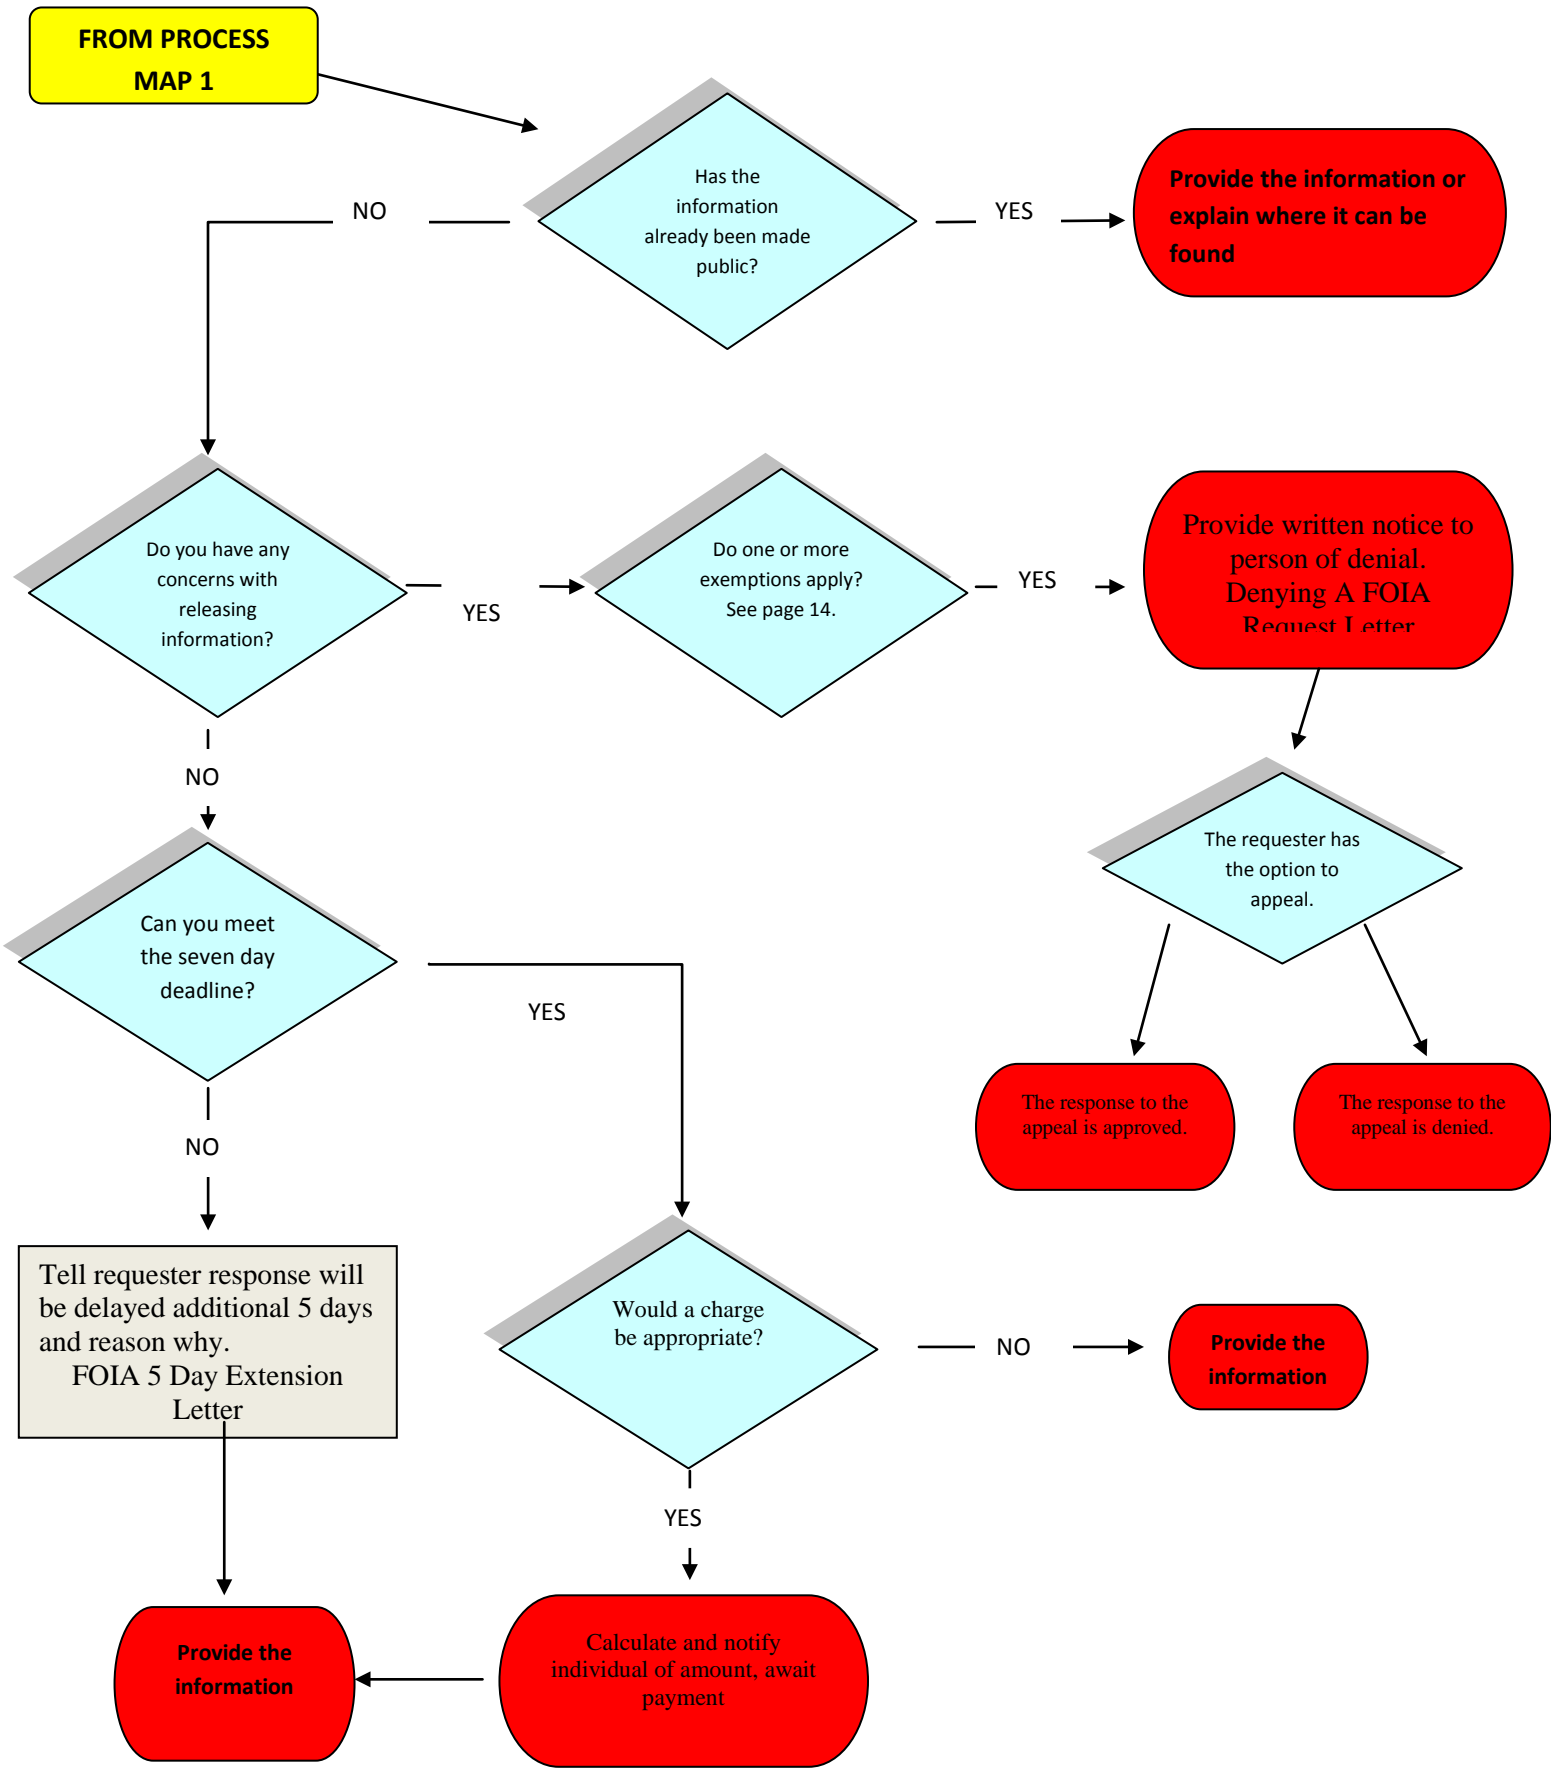 FROM PROCESS
MAP 1
Has the
information
already been made
public?
NO
YES
Provide the information or
explain where it can be
found
Do you have any
concerns with
releasing
information?
YES
Do one or more
exemptions apply?
See page 14.
YES
Provide written notice to
person of denial.
Denying A FOIA
Request Letter
NO
The requester has
the option to
appeal.
Can you meet
the seven day
deadline?
YES
The response to the
appeal is approved.
The response to the
appeal is denied.
NO
Tell requester response will
be delayed additional 5 days
and reason why.
FOIA 5 Day Extension
Letter
Would a charge
be appropriate?
NO
Provide the
information
YES
Calculate and notify
individual of amount, await
payment
Provide the
information